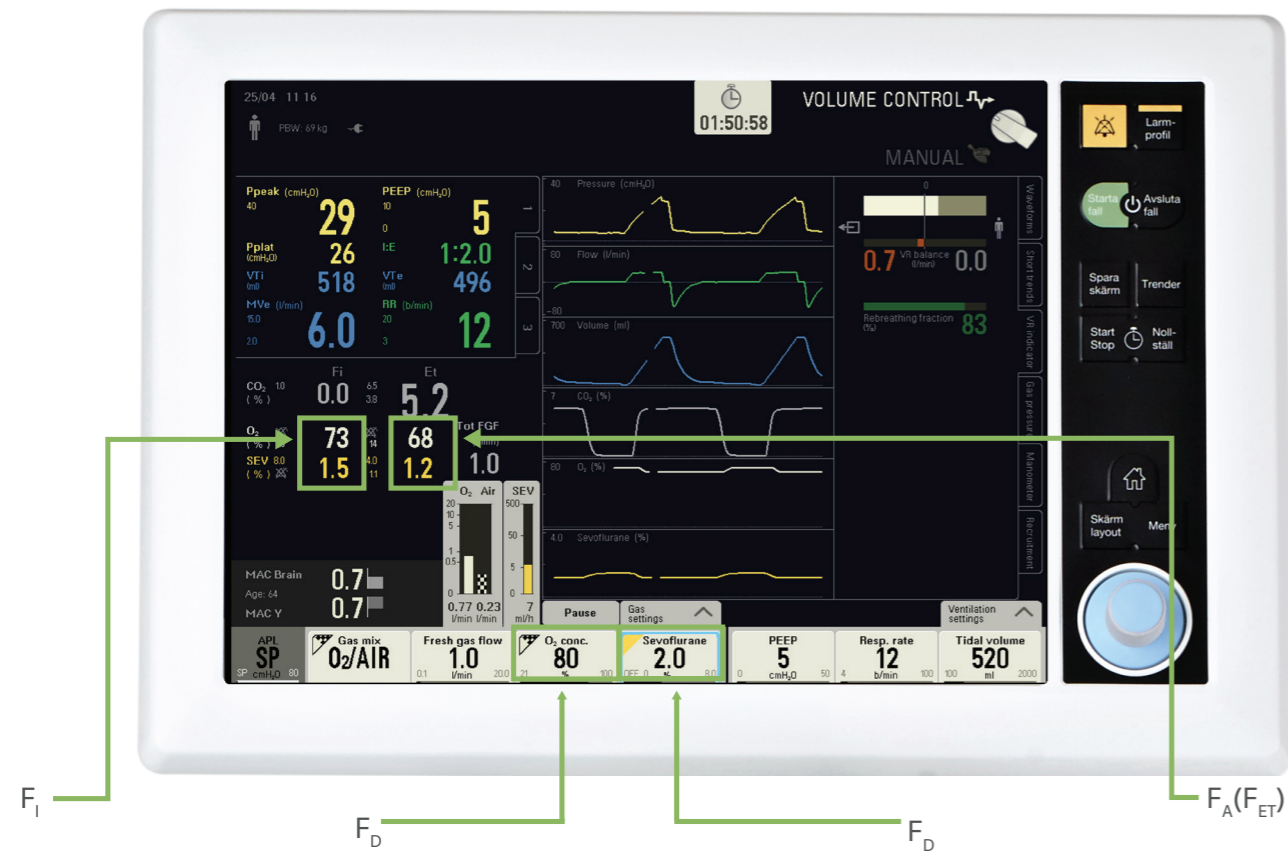 25/04 11 16
PBW: 69 kg
01:50:58
VOLUME CONTROL
MANUAL
Larm-
profil
Starta
fall
Avsluta
fall
Spara
skärm
Trender
Start
Stop
Noll-
ställ
Skärm
layout
Meny
Ppeak (cmH₂O)
40
29
PEEP (cmH₂O)
10
0
5
Pplat
(cmH₂O)
26
I:E
1:2.0
VTi
(ml)
518
VTe
(ml)
496
MVe (l/min)
15.0
2.0
6.0
RR (b/min)
20
3
12
1
2
3
Fi
Et
CO₂ 10
( % )
0.0
6.5
3.8
5.2
O₂
( % )
73
14
68
Tot FGF
1.0
SEV 8.0
( % )
1.5
4.0
1.1
1.2
O₂ Air
20
10
5
1
0.5
0
0.77 0.23
l/min l/min
SEV
500
50
5
0
7
ml/h
MAC Brain
0.7
Age: 64
MAC Y
0.7
40 Pressure (cmH₂O)
80 Flow (l/min)
-80
700 Volume (ml)
7 CO₂ (%)
80 O₂ (%)
4.0 Sevoflurane (%)
0
0.7 VR balance 0.0
(l/min)
Rebreathing fraction
(%)
83
Waveforms
Short trends
VR indicator
Gas pressure
Manometer
Recruitment
Pause
Gas
settings
Ventilation
settings
APL
SP
SP cmH₂O 80
Gas mix
O₂/AIR
Fresh gas flow
1.0
0.1 l/min 20.0
O₂ conc.
80
21 % 100
Sevoflurane
2.0
OFF 0 % 8.0
PEEP
5
0 cmH₂O 50
Resp. rate
12
4 b/min 100
Tidal volume
520
100 ml 2000
F_I
F_D
F_D
F_A(F_ET)